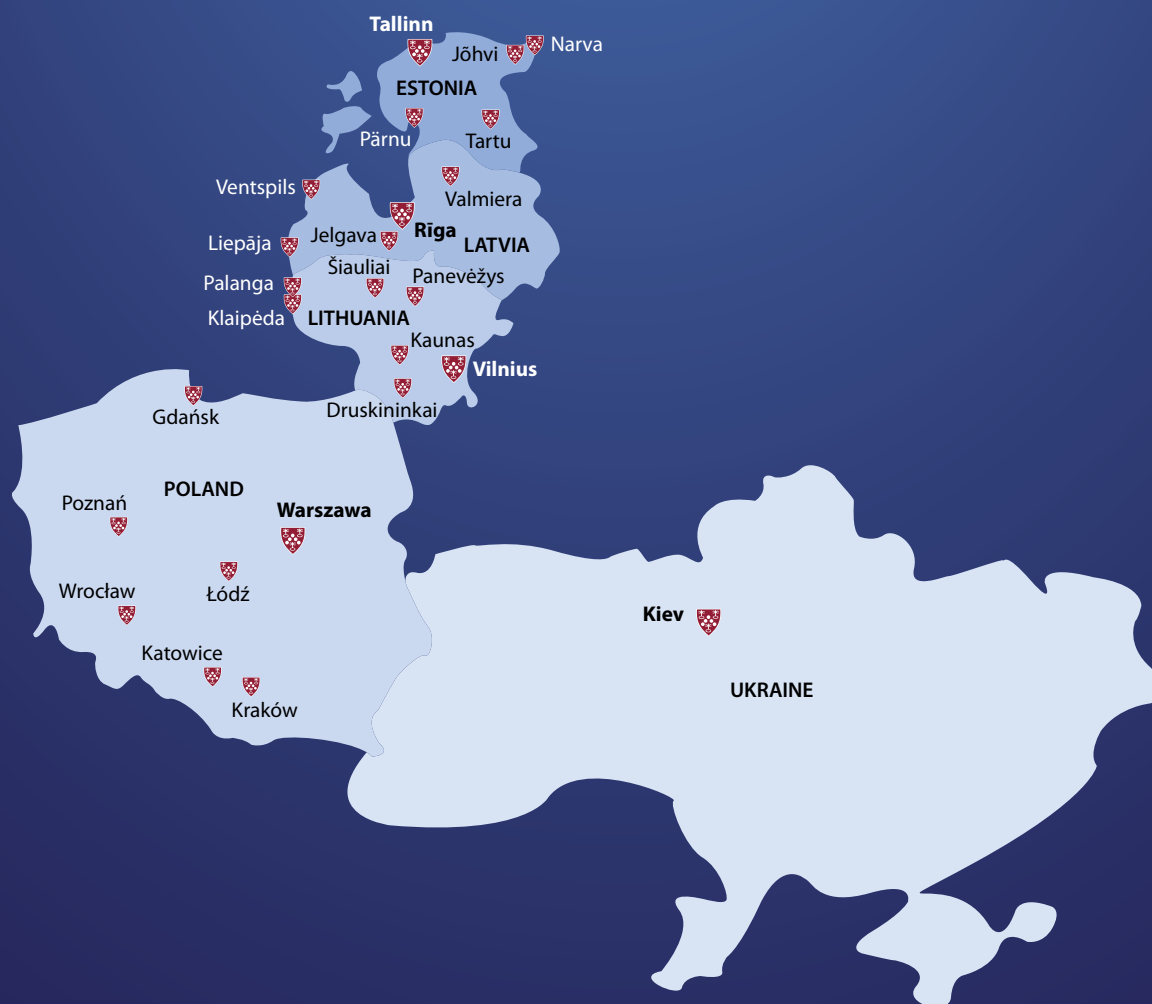 Tallinn
Narva
Jõhvi
ESTONIA
Pärnu
Tartu
Ventspils
Valmiera
Rīga
Jelgava
LATVIA
Liepāja
Šiauliai
Panevėžys
Palanga
Klaipėda
LITHUANIA
Kaunas
Vilnius
Druskininkai
Gdańsk
POLAND
Poznań
Warszawa
Wrocław
Łódź
Kiev
Katowice
UKRAINE
Kraków